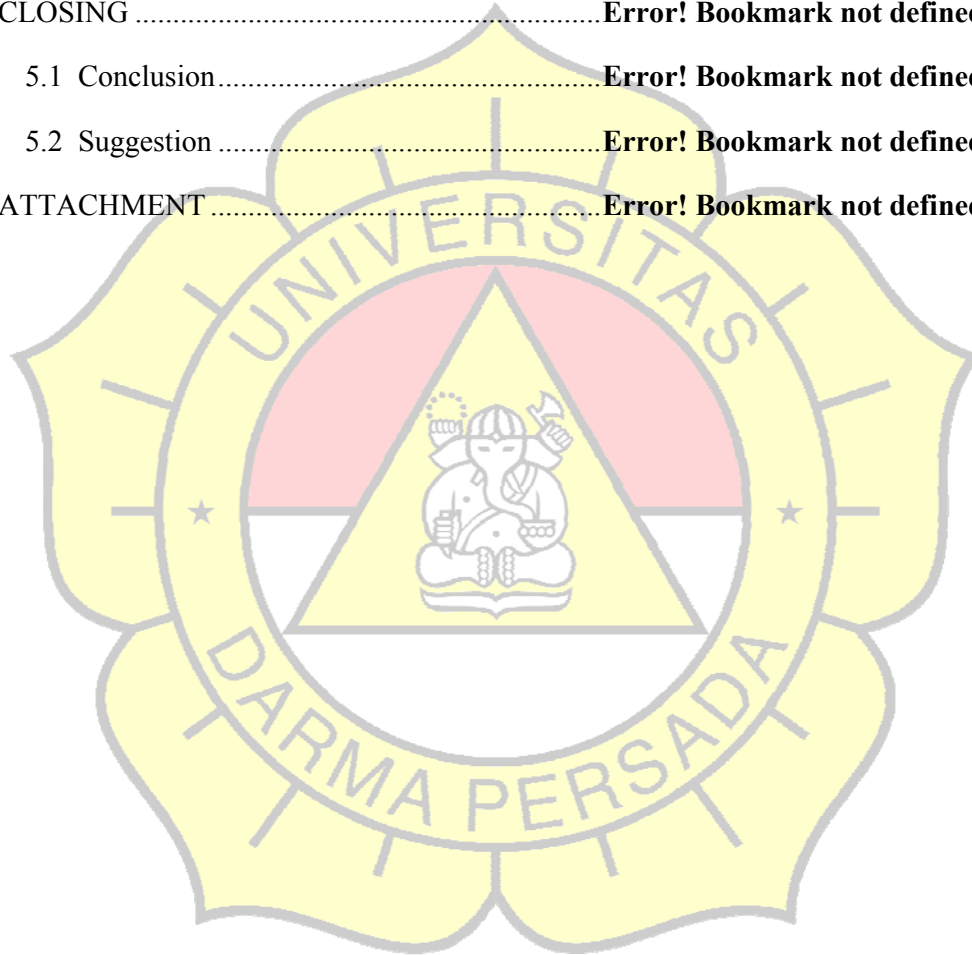 CLOSING ............................................................Error! Bookmark not defined
5.1 Conclusion..................................................Error! Bookmark not defined
5.2 Suggestion ..................................................Error! Bookmark not defined
ATTACHMENT ..................................................Error! Bookmark not defined
UNIVERSITAS
DARMA PERSADA